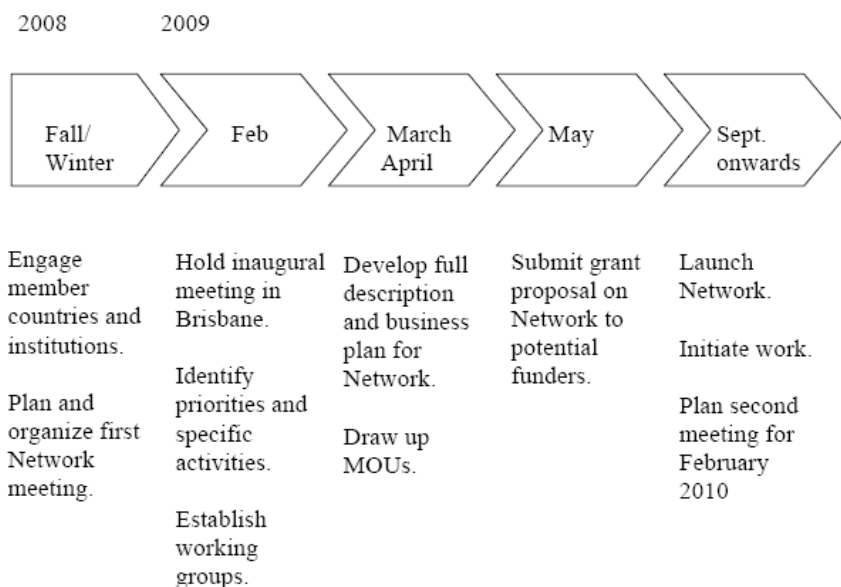 2008
2009
Fall/
Winter
Feb
March
April
May
Sept.
onwards
Engage
member
countries and
institutions.
Plan and
organize first
Network
meeting.
Hold inaugural
meeting in
Brisbane.
Identify
priorities and
specific
activities.
Establish
working
groups.
Develop full
description
and business
plan for
Network.
Draw up
MOUs.
Submit grant
proposal on
Network to
potential
funders.
Launch
Network.
Initiate work.
Plan second
meeting for
February
2010